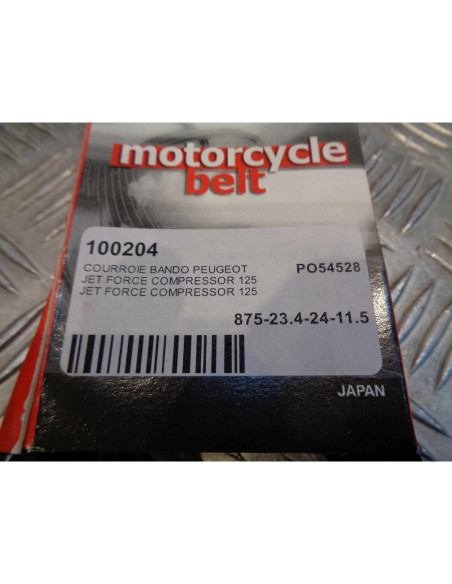 motorcycle
belt
100204
COURROIE BANDO PEUGEOT PO54528
JET FORCE COMPRESSOR 125
JET FORCE COMPRESSOR 125
875-23.4-24-11.5
JAPAN